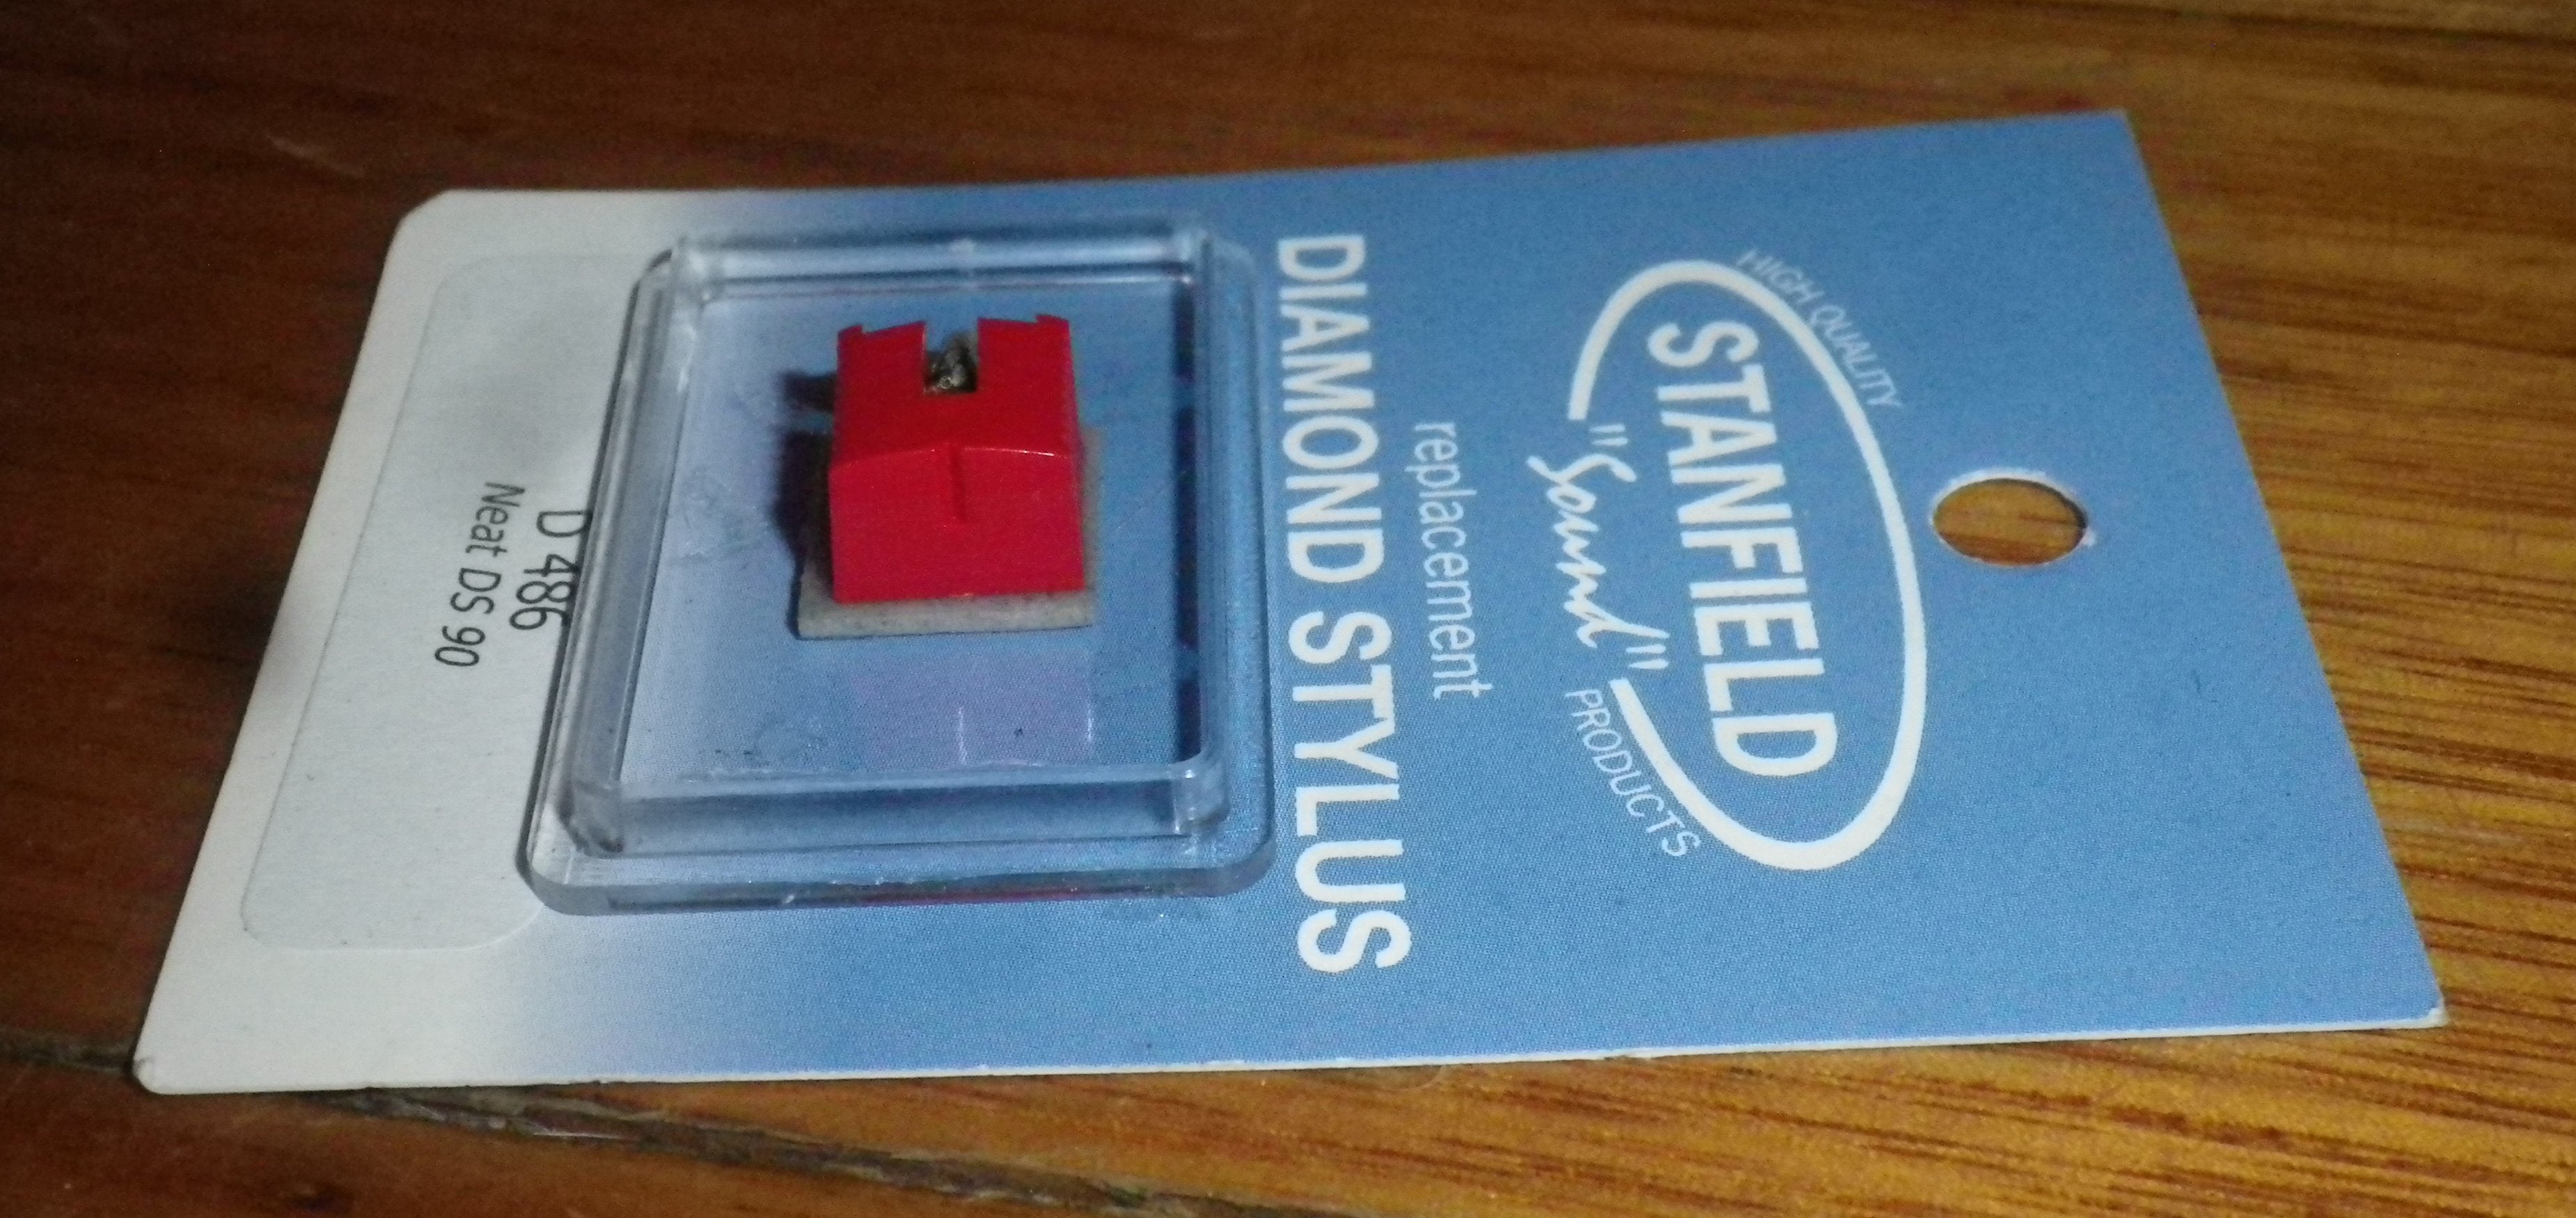 HIGH QUALITY
STANFIELD
"Sound"
PRODUCTS
replacement
DIAMOND STYLUS
D 486
Neat DS 90